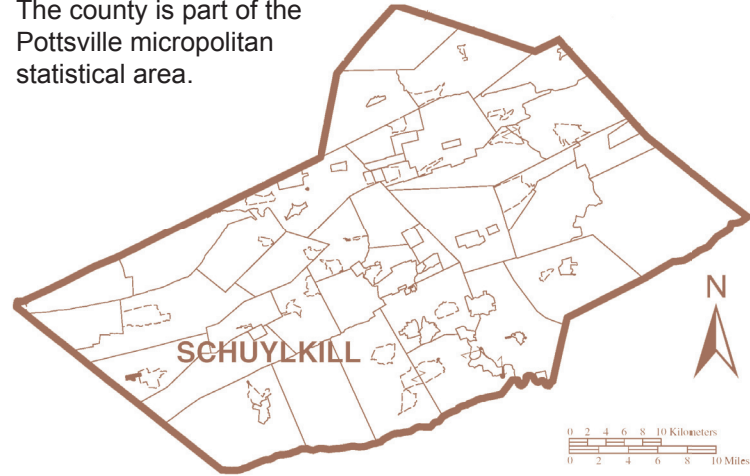 The county is part of the
Pottsville micropolitan
statistical area.
N
SCHUYLKILL
0 2 4 6 8 10 Kilometers
0 2 4 6 8 10 Miles